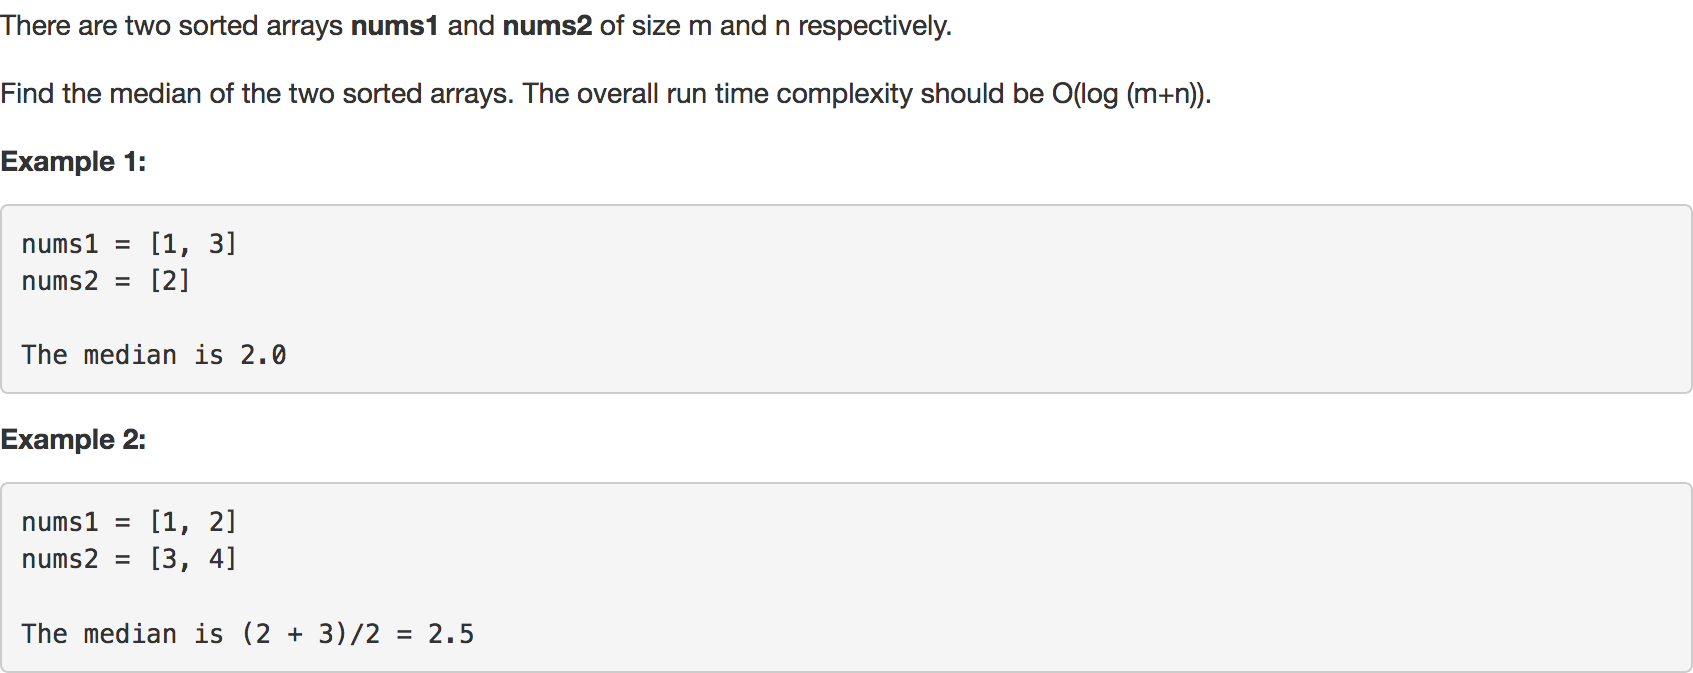 There are two sorted arrays nums1 and nums2 of size m and n respectively.
Find the median of the two sorted arrays. The overall run time complexity should be O(log (m+n)).
Example 1:
nums1 = [1, 3]
nums2 = [2]
The median is 2.0
Example 2:
nums1 = [1, 2]
nums2 = [3, 4]
The median is (2 + 3)/2 = 2.5